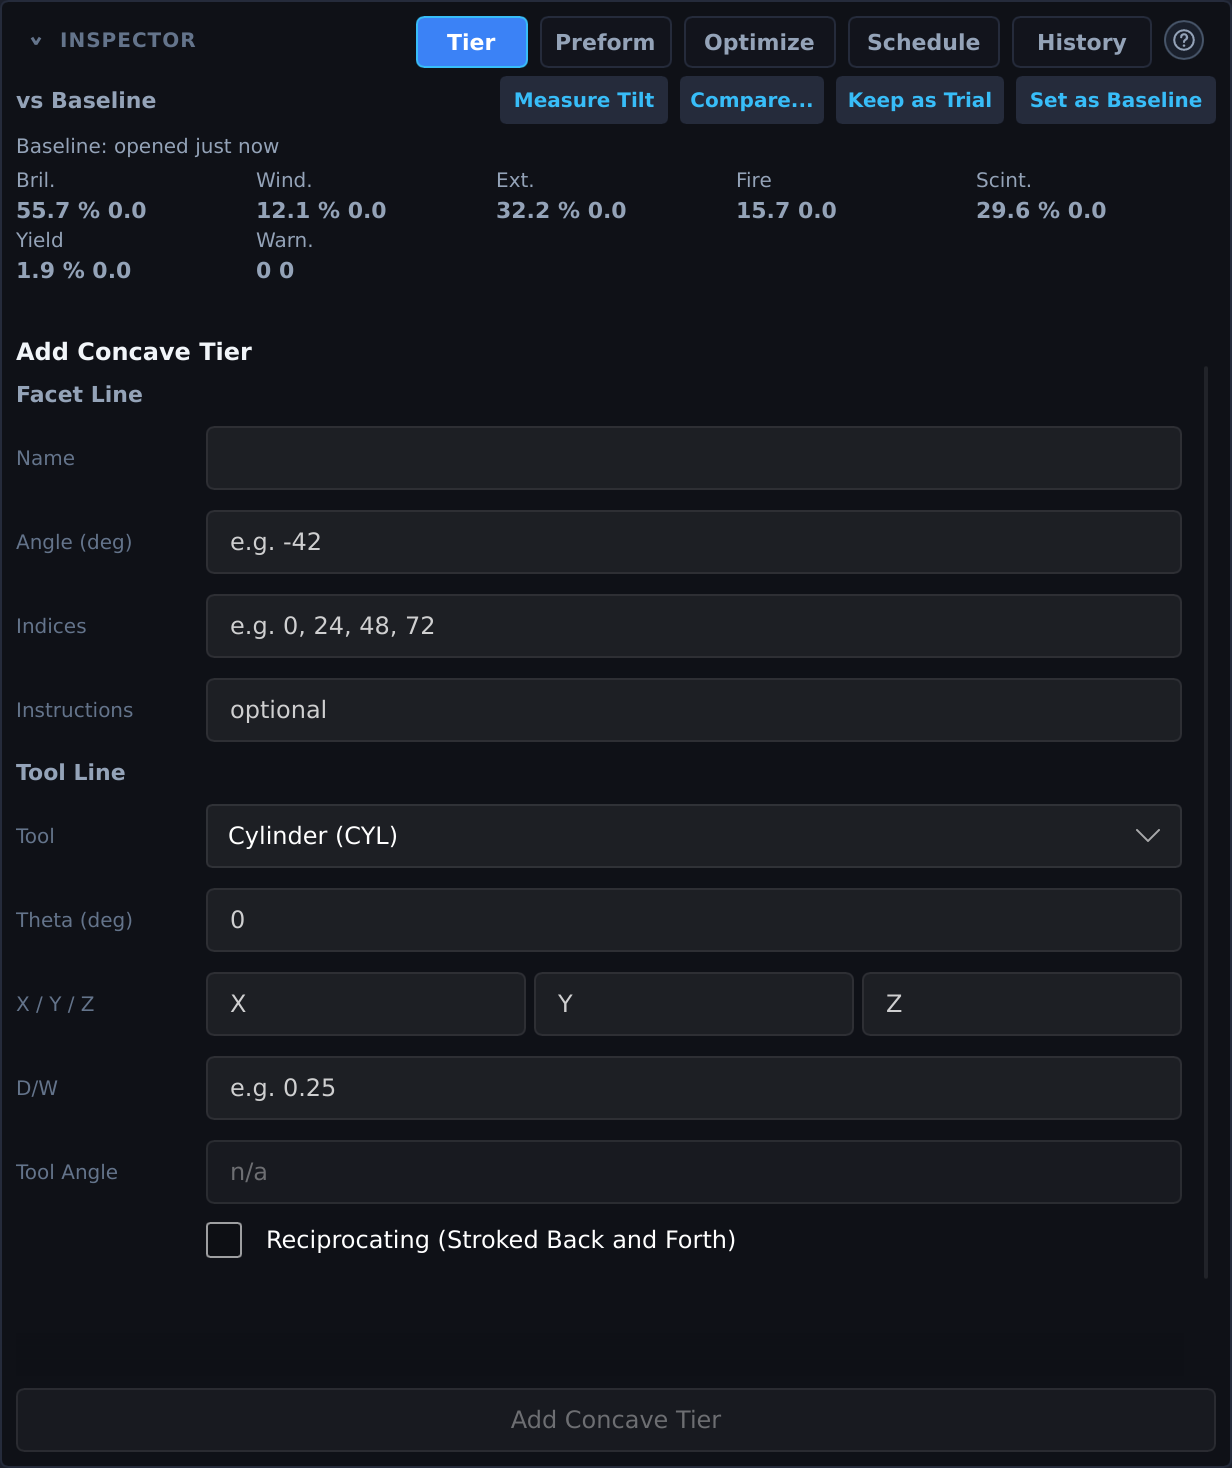 INSPECTOR
Tier Preform Optimize Schedule History ?
vs Baseline Measure Tilt Compare... Keep as Trial Set as Baseline
Baseline: opened just now
Bril. Wind. Ext. Fire Scint.
55.7 % 0.0 12.1 % 0.0 32.2 % 0.0 15.7 0.0 29.6 % 0.0
Yield Warn.
1.9 % 0.0 0 0
Add Concave Tier
Facet Line
Name
Angle (deg) e.g. -42
Indices e.g. 0, 24, 48, 72
Instructions optional
Tool Line
Tool Cylinder (CYL)
Theta (deg) 0
X / Y / Z X Y Z
D/W e.g. 0.25
Tool Angle n/a
Reciprocating (Stroked Back and Forth)
Add Concave Tier